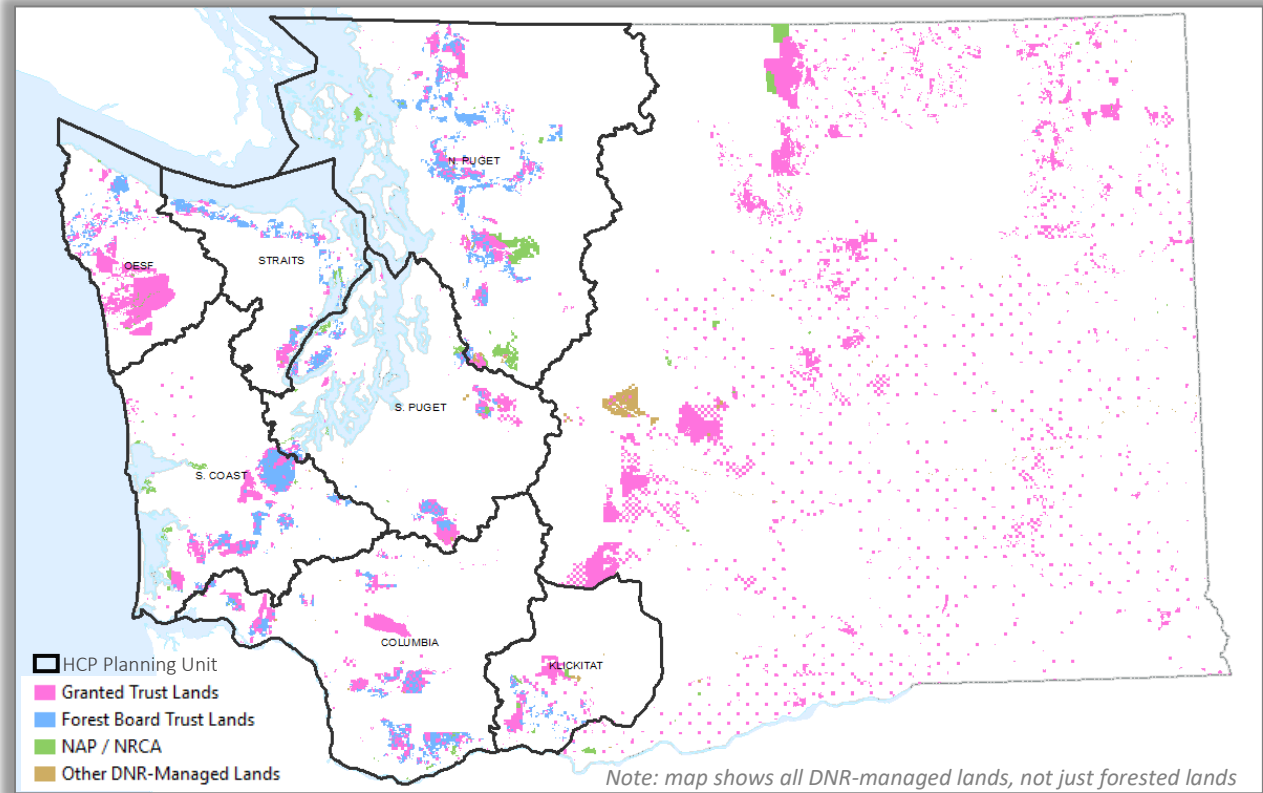 N. PUGET
OESF
STRAITS
S. PUGET
S. COAST
COLUMBIA
KLICKITAT
HCP Planning Unit
Granted Trust Lands
Forest Board Trust Lands
NAP / NRCA
Other DNR-Managed Lands
Note: map shows all DNR-managed lands, not just forested lands